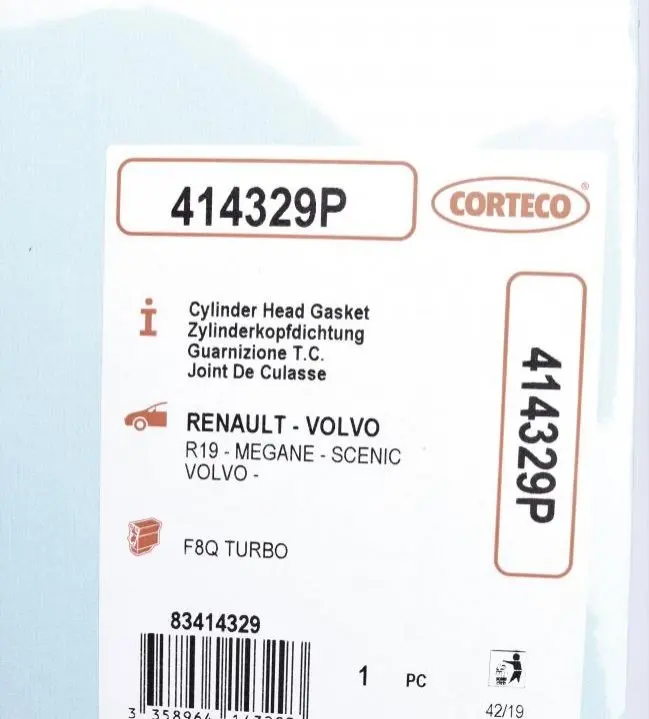 414329P
CORTECO®
Cylinder Head Gasket
Zylinderkopfdichtung
Guarnizione T.C.
Joint De Culasse
414329P
RENAULT - VOLVO
R19 - MEGANE - SCENIC
VOLVO -
F8Q TURBO
83414329
1 PC
42/19